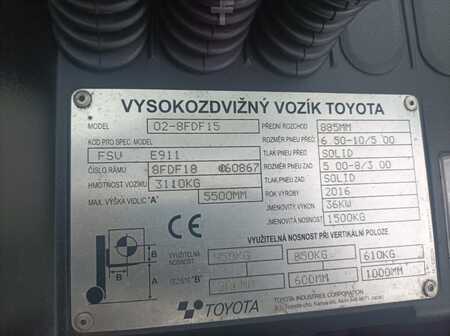 VYSOKOZDVIŽNÝ VOZÍK TOYOTA
MODEL 02-8FDF15
KÓD PRO SPEC. MODEL
FSV E911
ČÍSLO RÁMU 8FDF18 60867
HMOTNOST VOZÍKU 3110KG
MAX. VÝŠKA VIDLIC "A" 5500MM
PŘEDNÍ ROZCHOD 885MM
ROZMĚR PNEU PŘED. 6.50-10/5.00
TLAK PNEU PŘED. SOLID
ROZMĚR PNEU ZAD. 5.00-8/3.00
TLAK PNEU ZAD. SOLID
ROK VÝROBY 2016
JMENOVITÝ VÝKON 36KW
JMENOVITÁ NOSNOST 1500KG
CE
VYUŽITELNÁ NOSNOST PŘI VERTIKÁLNÍ POLOZE
850KG 610KG
B B
A
"B" 600MM 1000MM
TOYOTA
TOYOTA INDUSTRIES CORPORATION